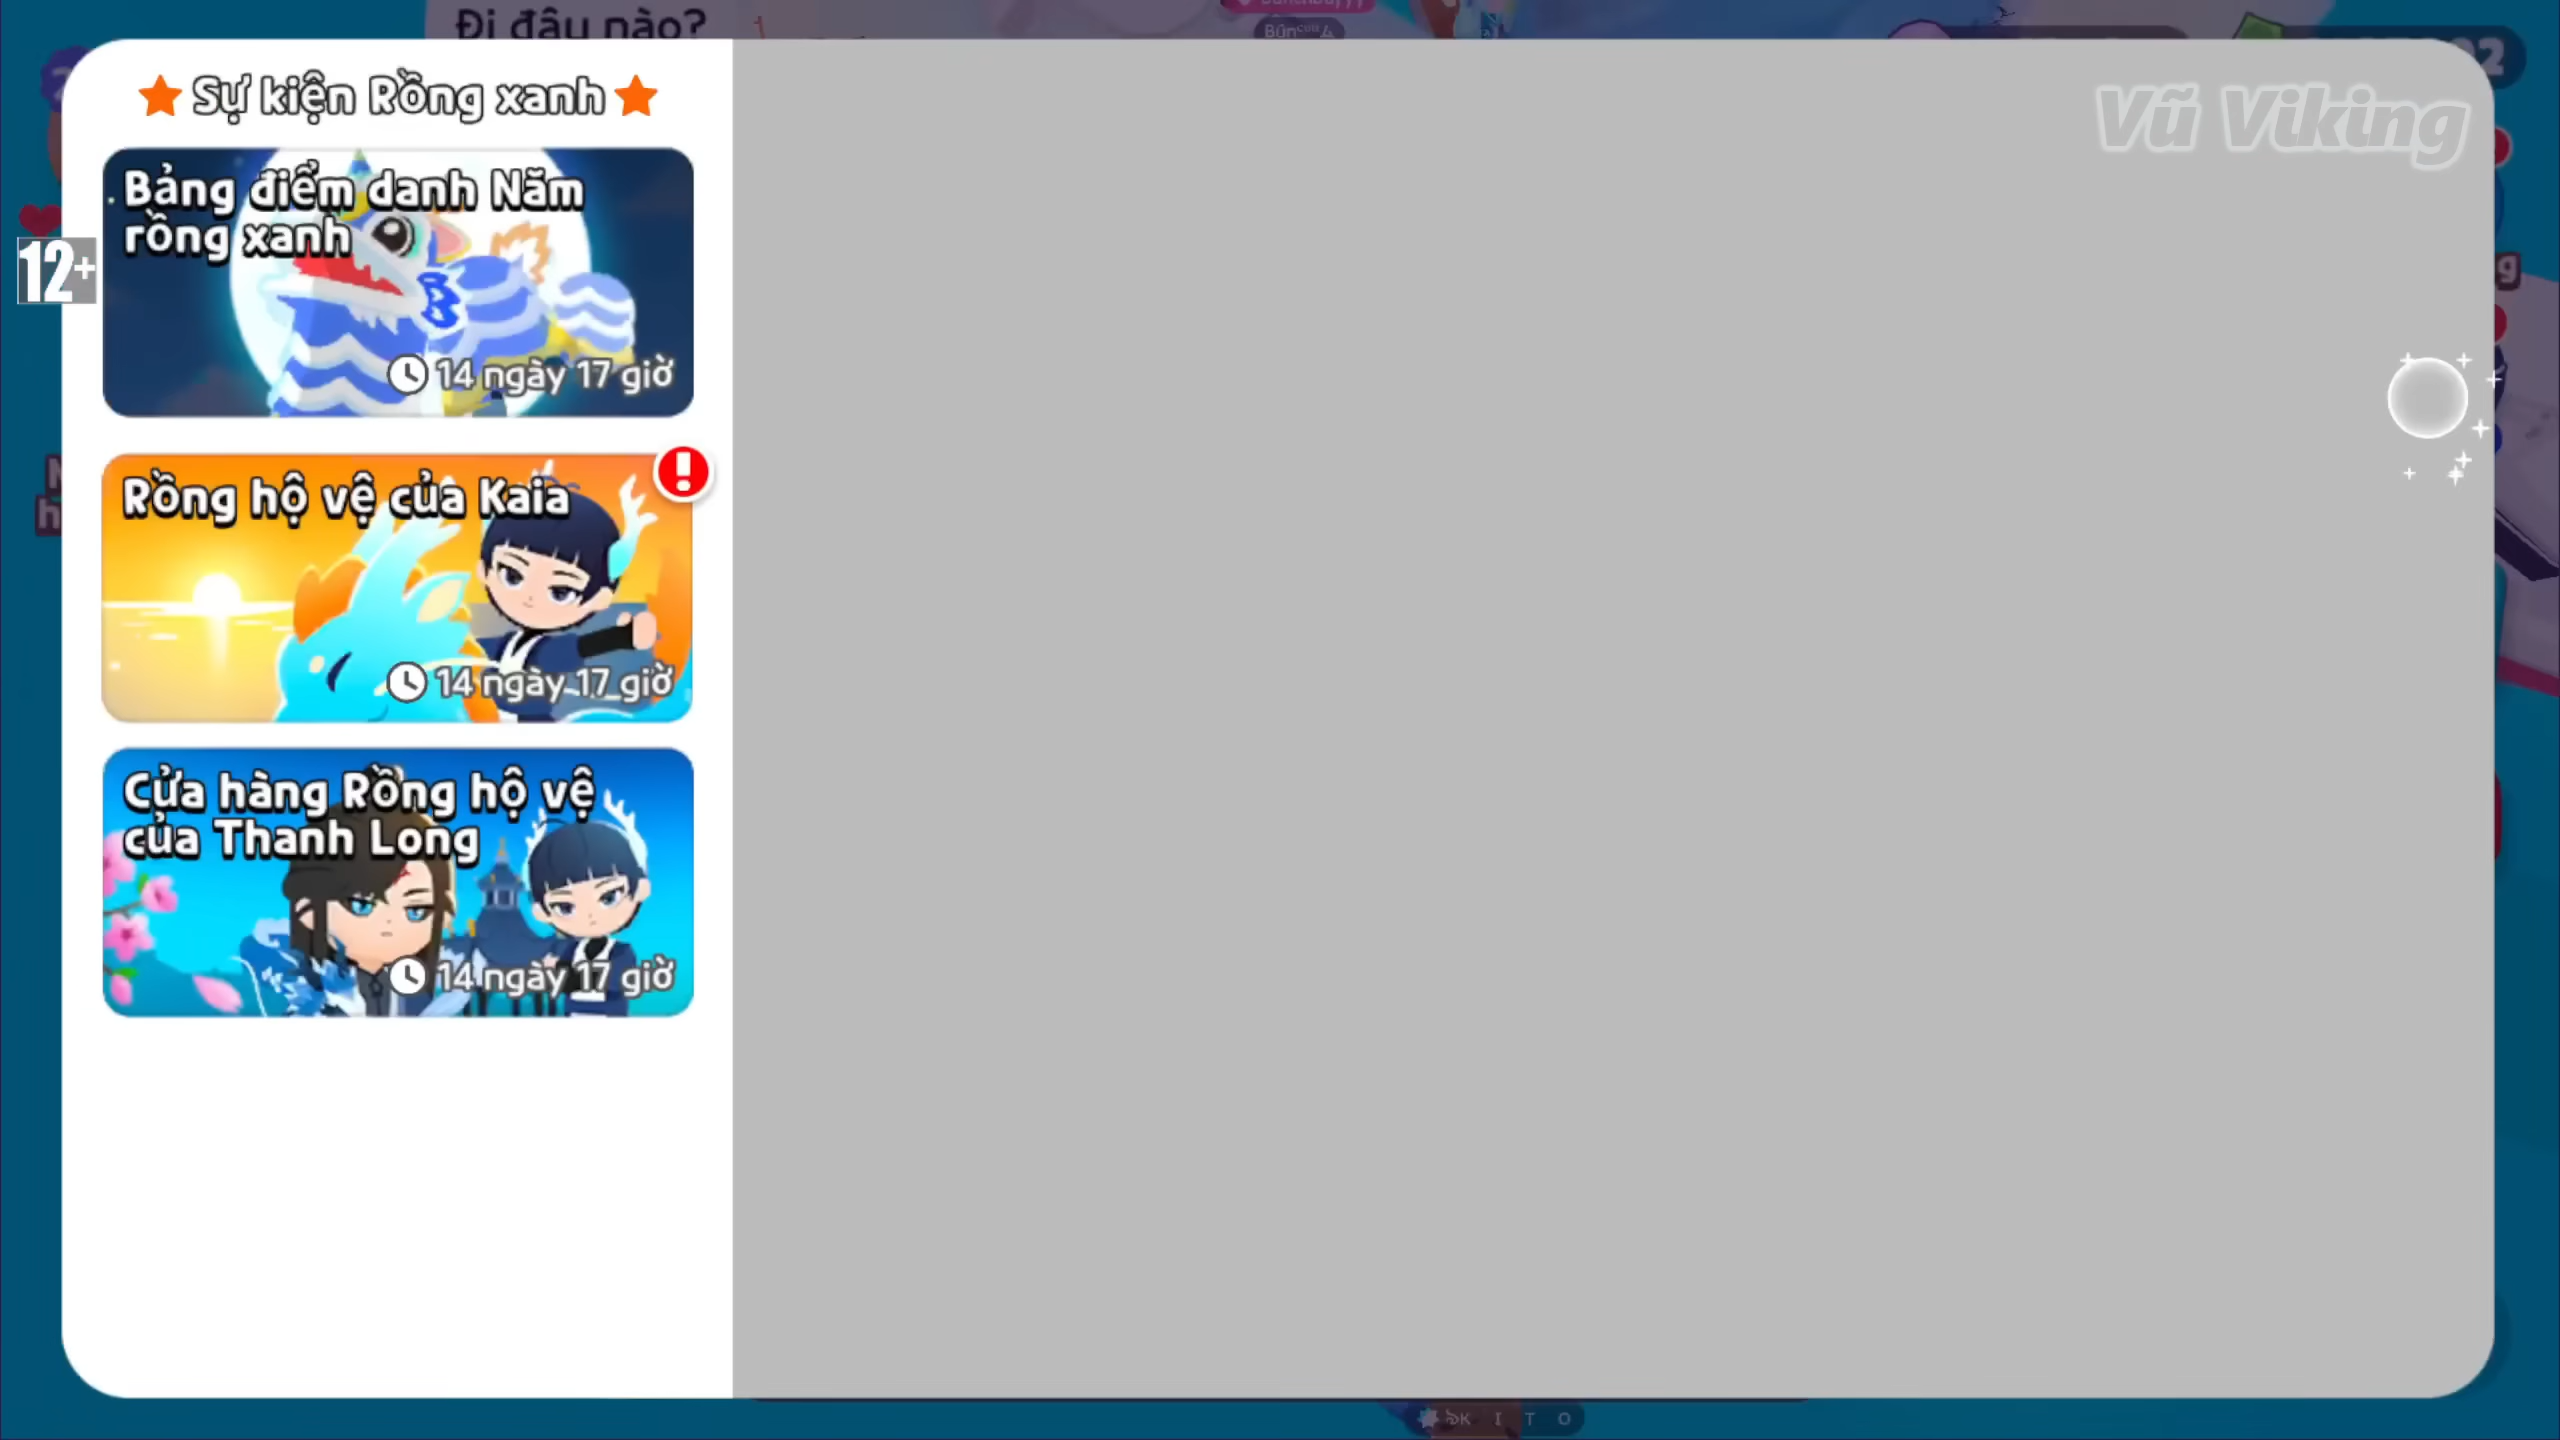 Đi đâu nào?
Vũ Viking
Sự kiện Rồng xanh
Bảng điểm danh Năm
rồng xanh
14 ngày 17 giờ
12+
Rồng hộ vệ của Kaia
14 ngày 17 giờ
Cửa hàng Rồng hộ vệ
của Thanh Long
14 ngày 17 giờ